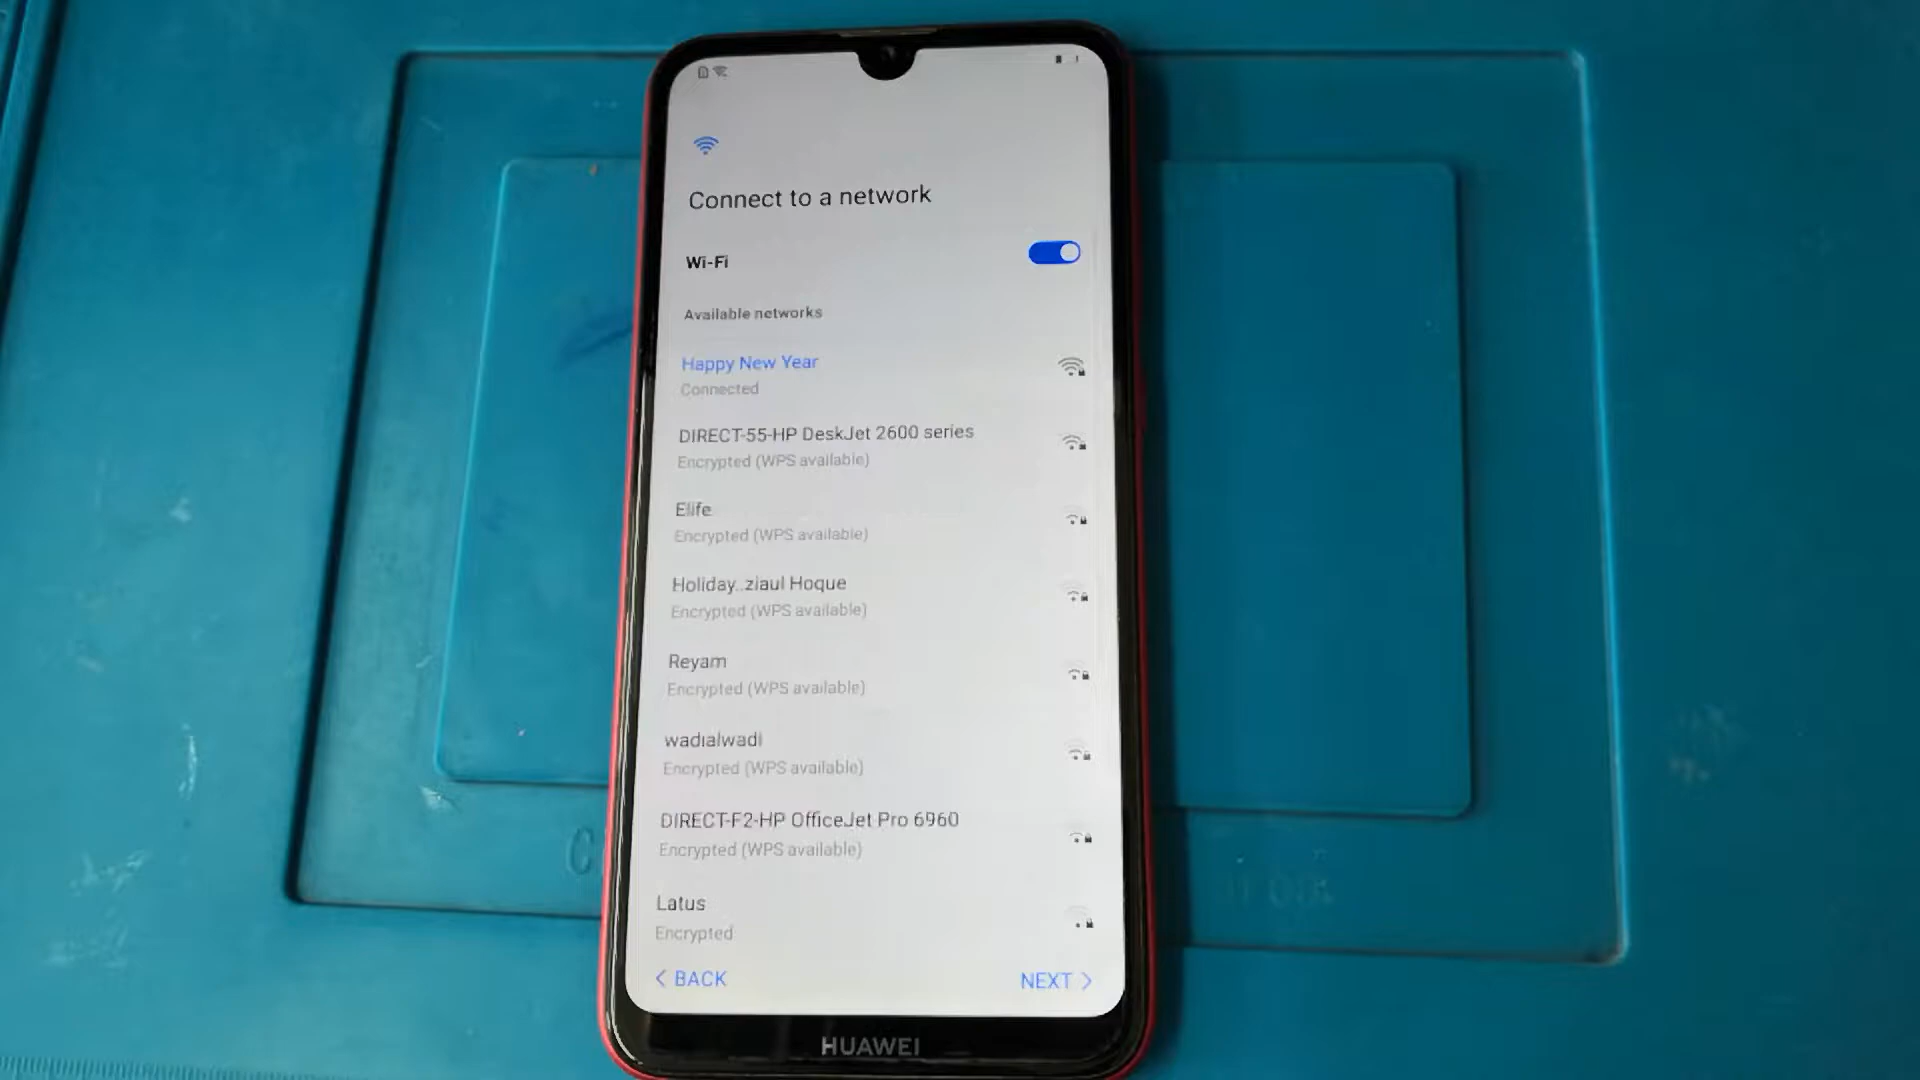 Connect to a network
Wi-Fi
Available networks
Happy New Year
Connected
DIRECT-55-HP DeskJet 2600 series
Encrypted (WPS available)
Elife
Encrypted (WPS available)
Holiday..ziaul Hoque
Encrypted (WPS available)
Reyam
Encrypted (WPS available)
wadialwadi
Encrypted (WPS available)
DIRECT-F2-HP OfficeJet Pro 6960
Encrypted (WPS available)
Latus
Encrypted
BACK
NEXT
HUAWEI